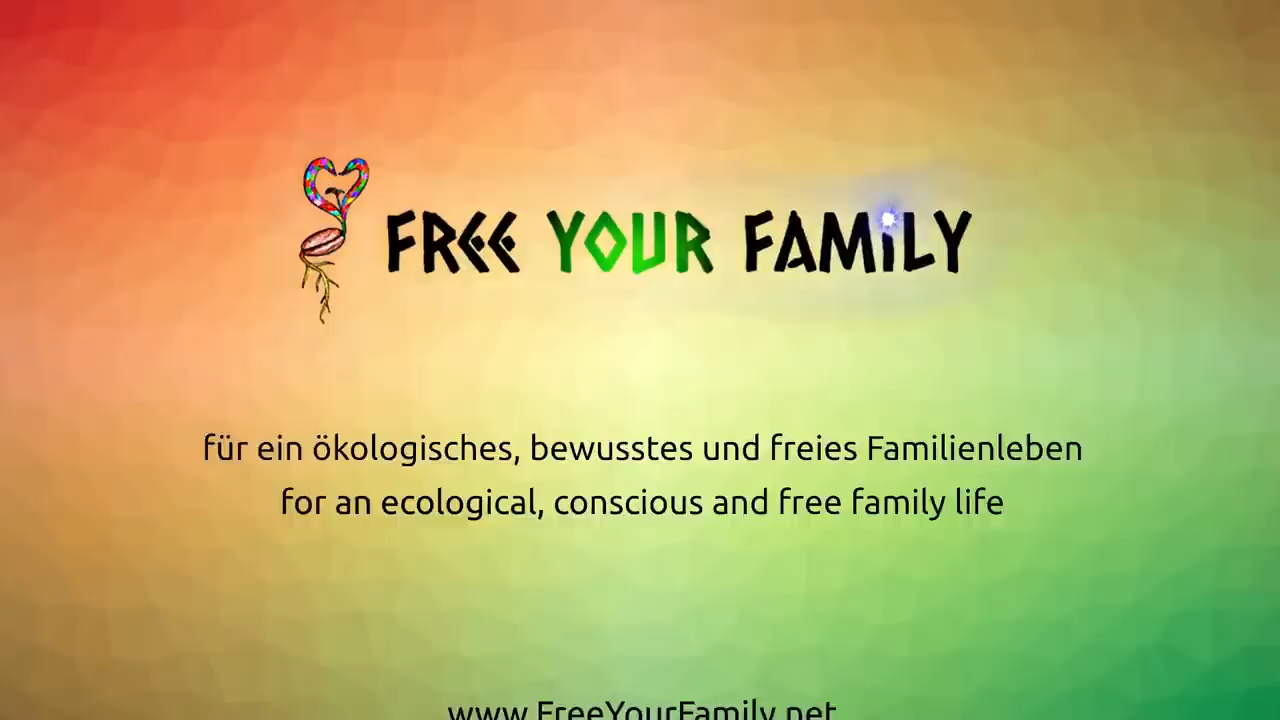 FREE YOUR FAMiLY
für ein ökologisches, bewusstes und freies Familienleben
for an ecological, conscious and free family life
www.FreeYourFamily.net